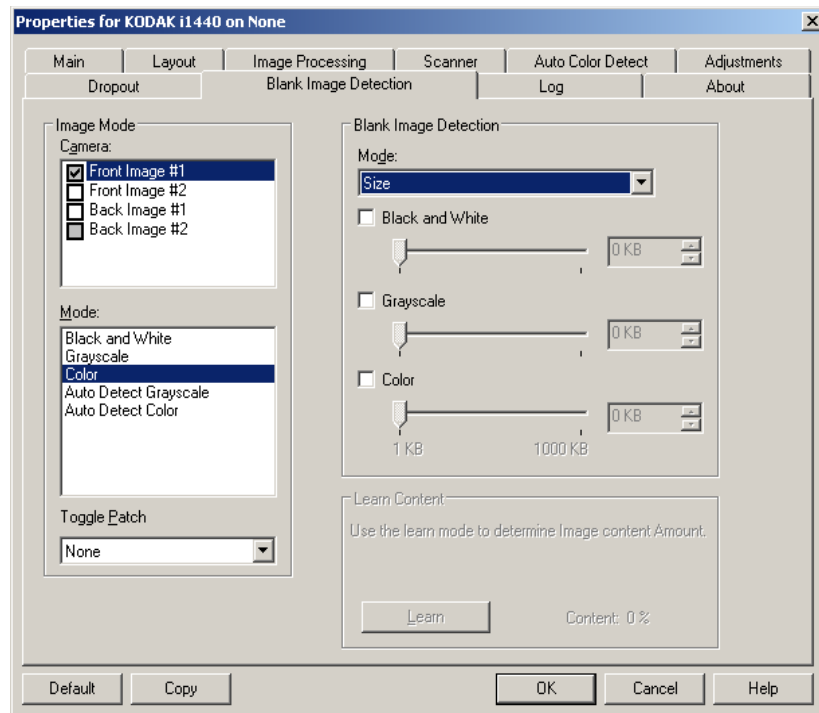 Properties for KODAK i1440 on None
Main Layout Image Processing Scanner Auto Color Detect Adjustments
Dropout Blank Image Detection Log About
Image Mode
Camera:
Front Image #1
Front Image #2
Back Image #1
Back Image #2
Mode:
Black and White
Grayscale
Color
Auto Detect Grayscale
Auto Detect Color
Toggle Patch
None
Blank Image Detection
Mode:
Size
Black and White
0 KB
Grayscale
0 KB
Color
0 KB
1 KB 1000 KB
Learn Content
Use the learn mode to determine Image content Amount.
Learn Content: 0 %
Default Copy OK Cancel Help